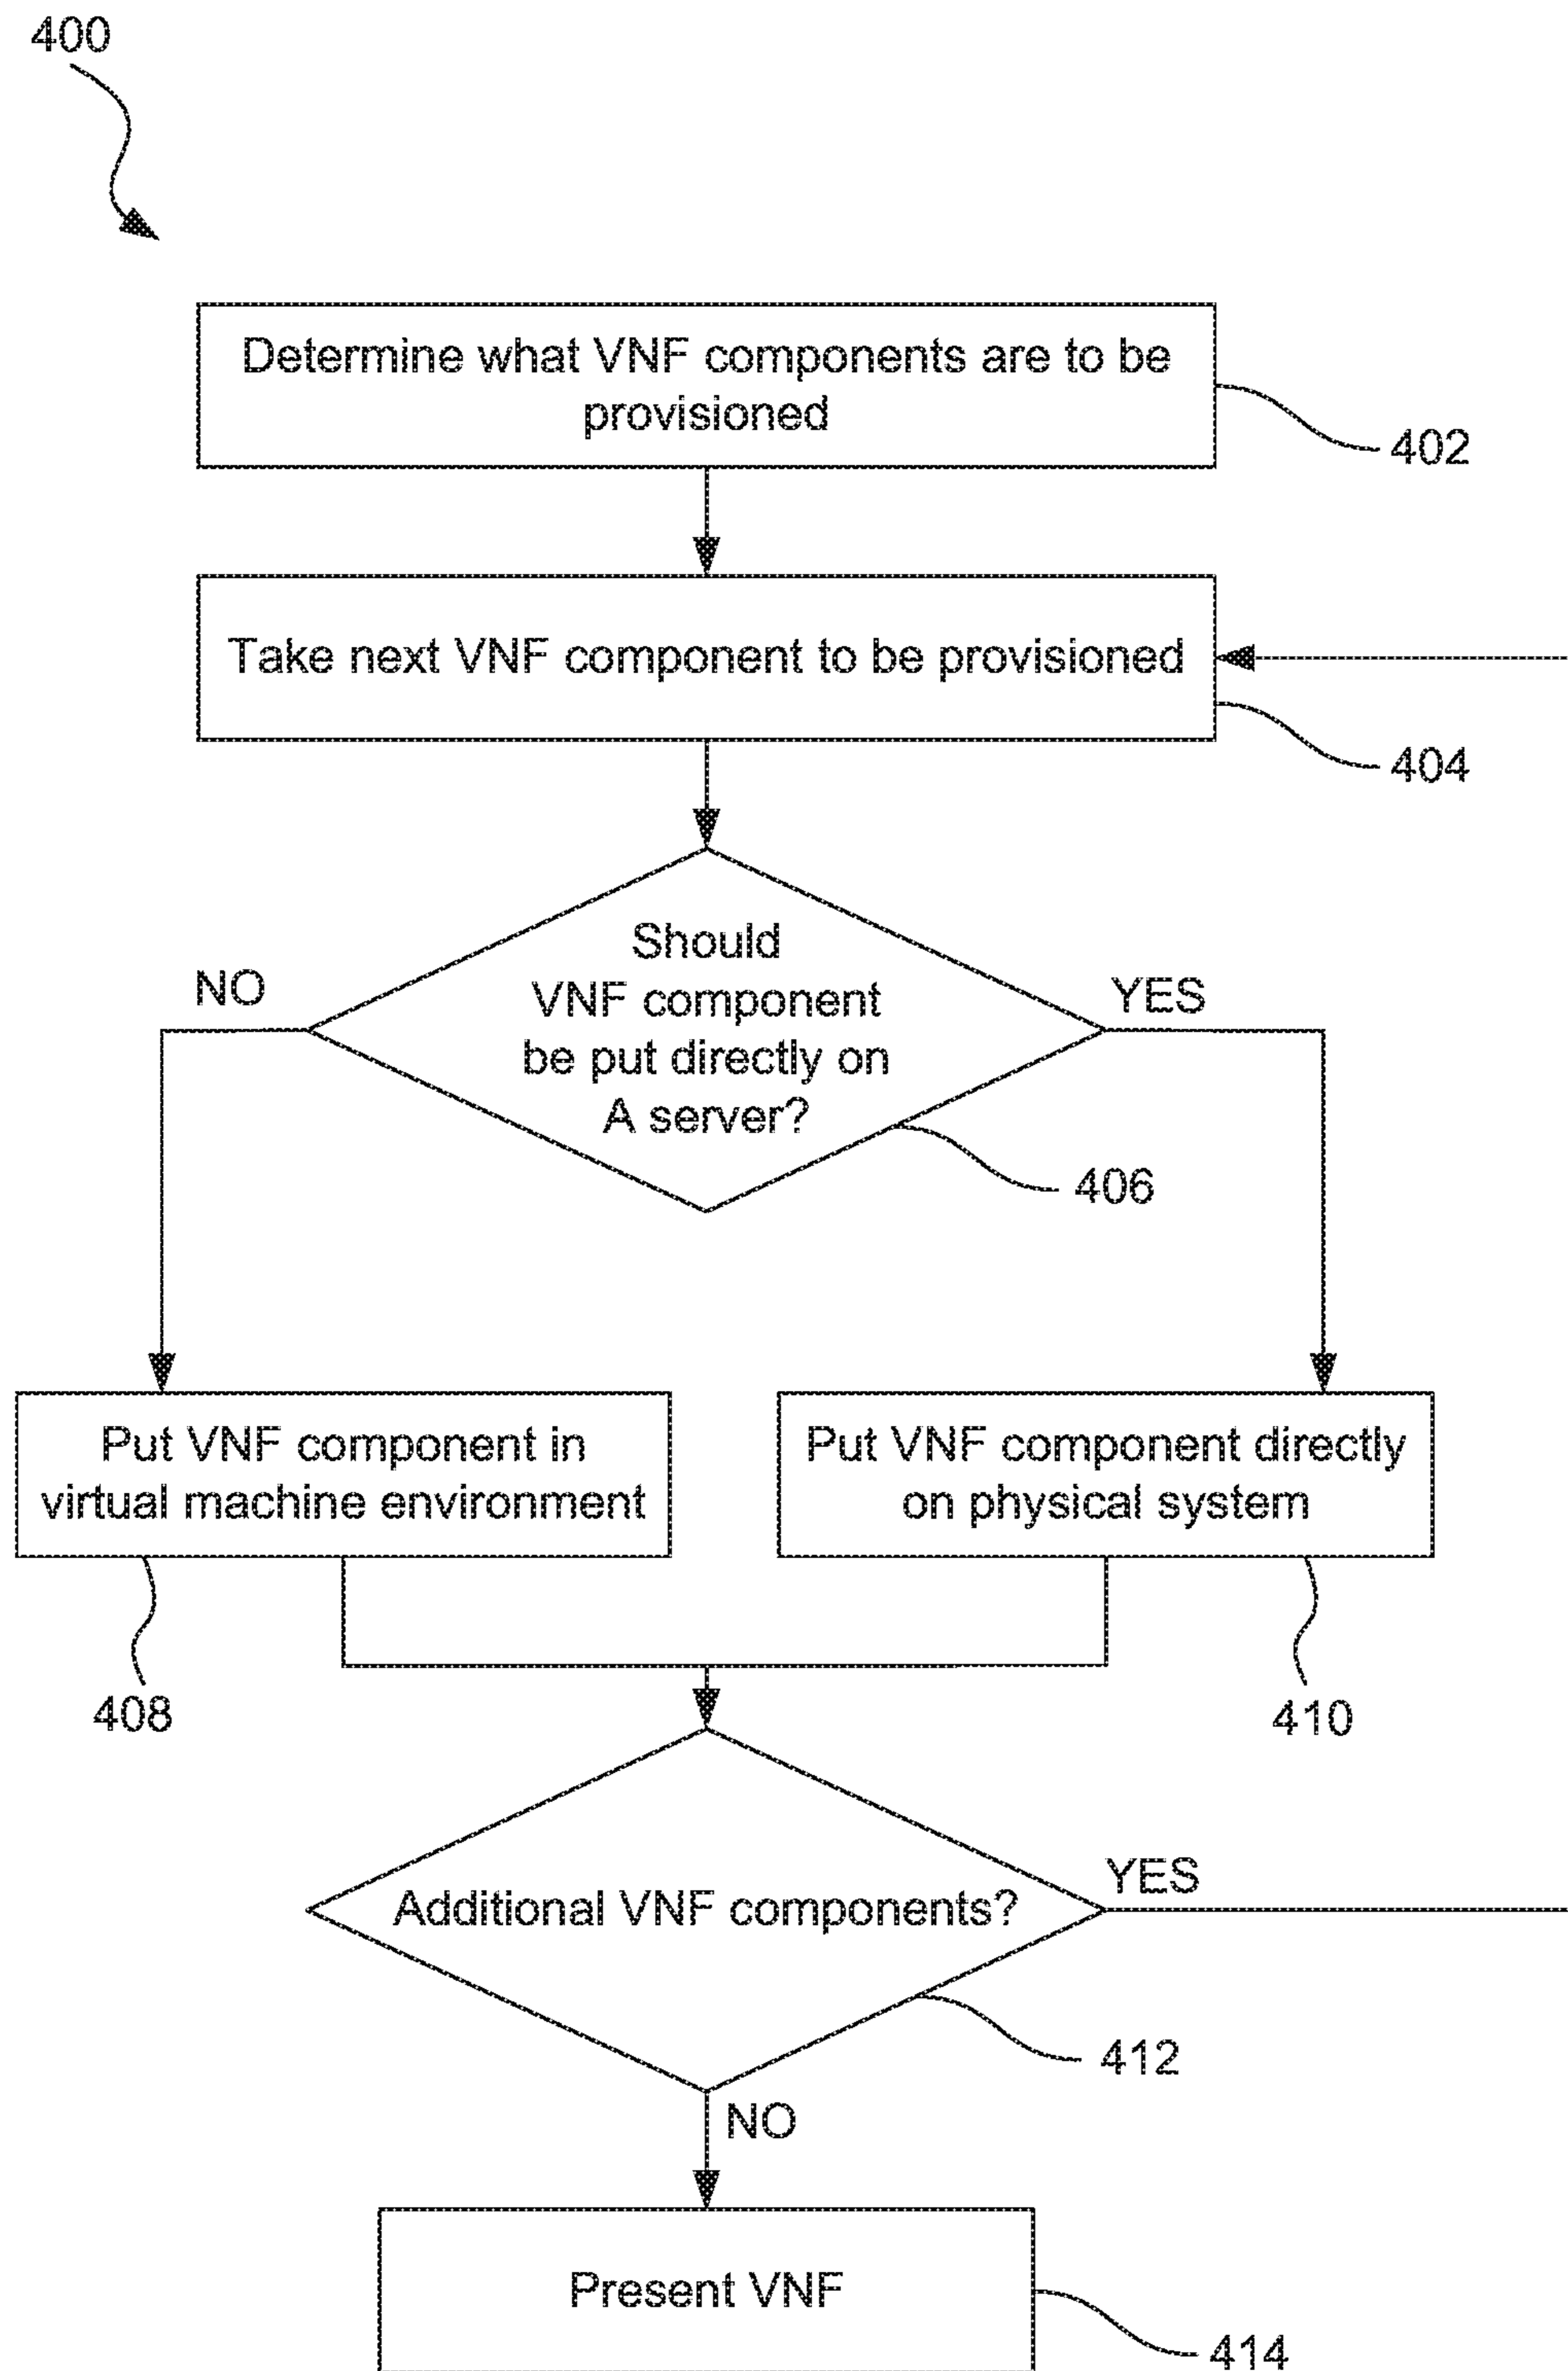 400
Determine what VNF components are to be
provisioned
402
Take next VNF component to be provisioned
404
Should
VNF component
be put directly on
A server?
NO
YES
406
Put VNF component in
virtual machine environment
Put VNF component directly
on physical system
408
410
Additional VNF components?
YES
412
NO
Present VNF
414